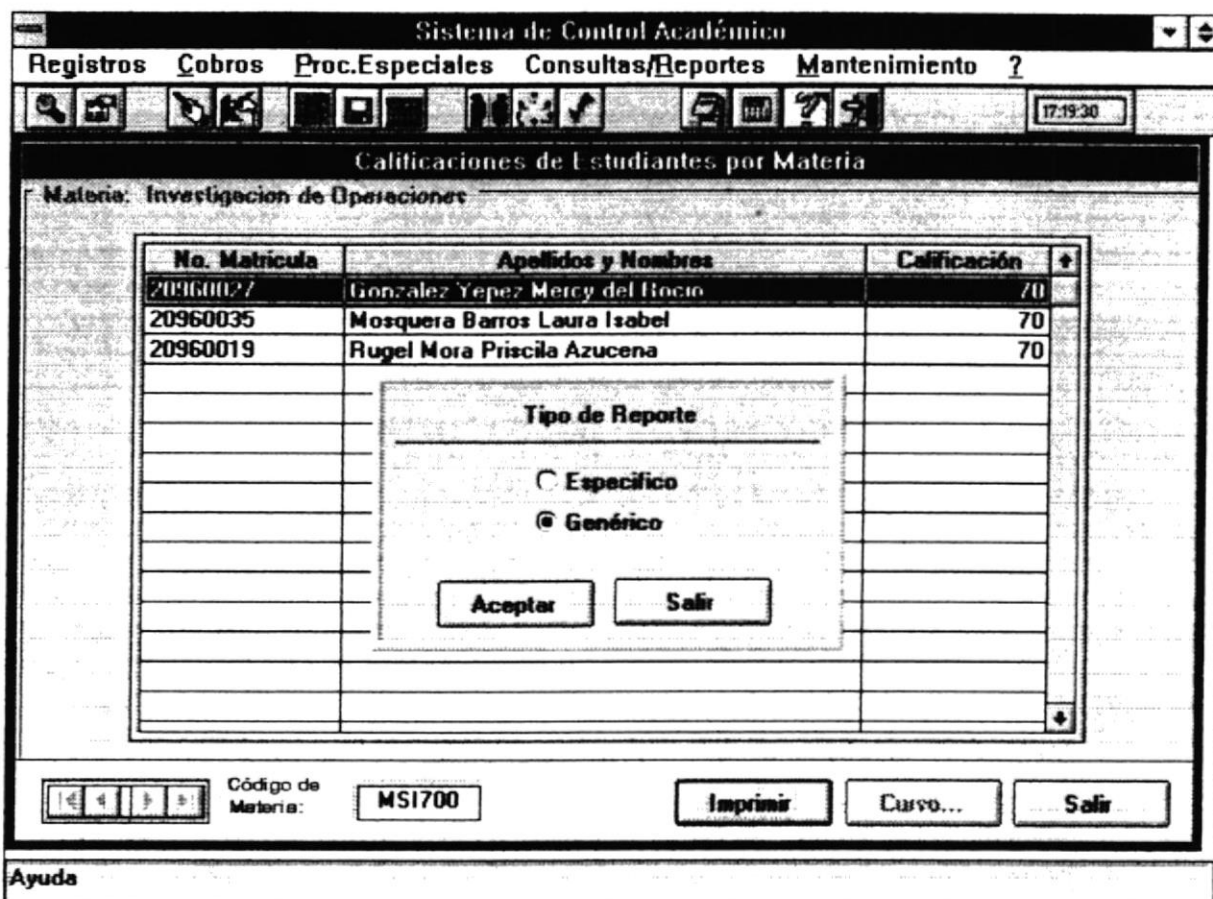 Sistema de Control Académico
Registros Cobros Proc.Especiales Consultas/Reportes Mantenimiento ?
17:19:30
Calificaciones de Estudiantes por Materia
Materia: Investigacion de Operaciones
No. Matricula Apellidos y Nombres Calificación
20960027 Gonzalez Yepez Mercy del Rocio 70
20960035 Mosquera Barros Laura Isabel 70
20960019 Rugel Mora Priscila Azucena 70
Tipo de Reporte
Especifico
Genérico
Aceptar Salir
Código de
Materia:
MSI700
Imprimir Curvo... Salir
Ayuda